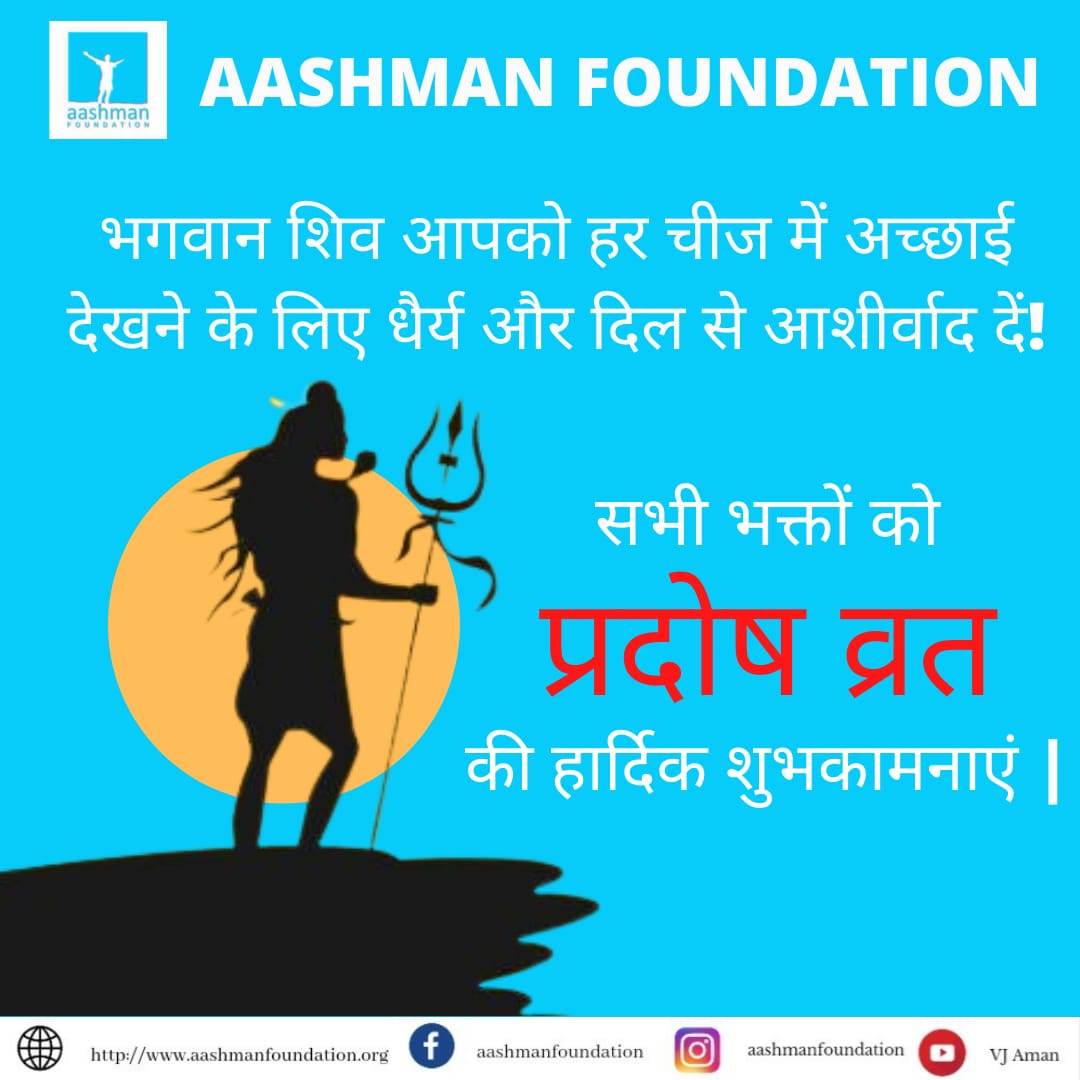 aashman
FOUNDATION
AASHMAN FOUNDATION
भगवान शिव आपको हर चीज में अच्छाई
देखने के लिए धैर्य और दिल से आशीर्वाद दें!
सभी भक्तों को
प्रदोष व्रत
की हार्दिक शुभकामनाएं |
http://www.aashmanfoundation.org aashmanfoundation aashmanfoundation VJ Aman